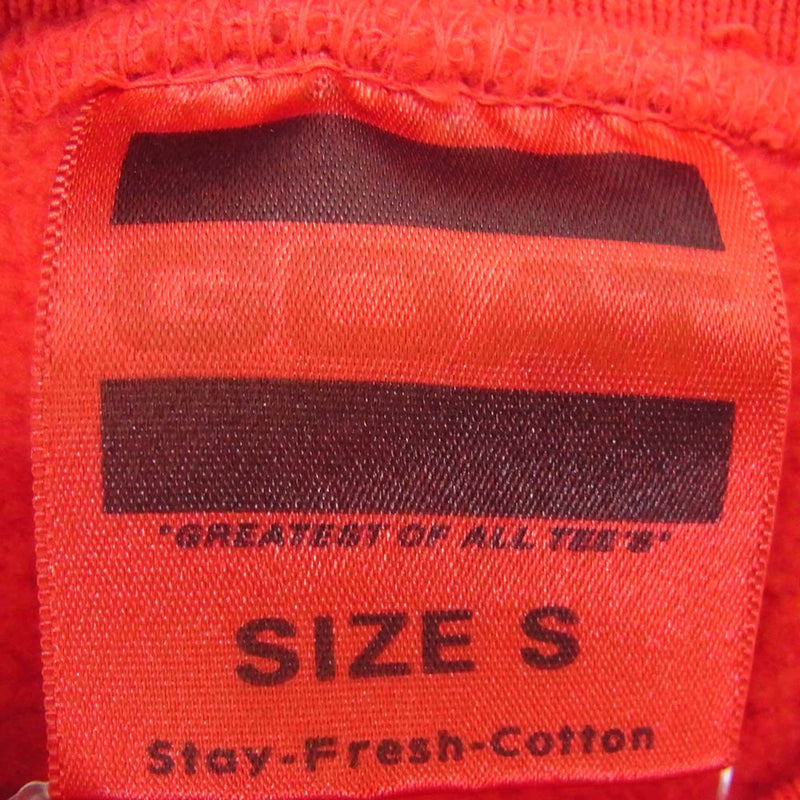 "GREATEST OF ALL TEE'S"
SIZE S
Stay-Fresh-Cotton